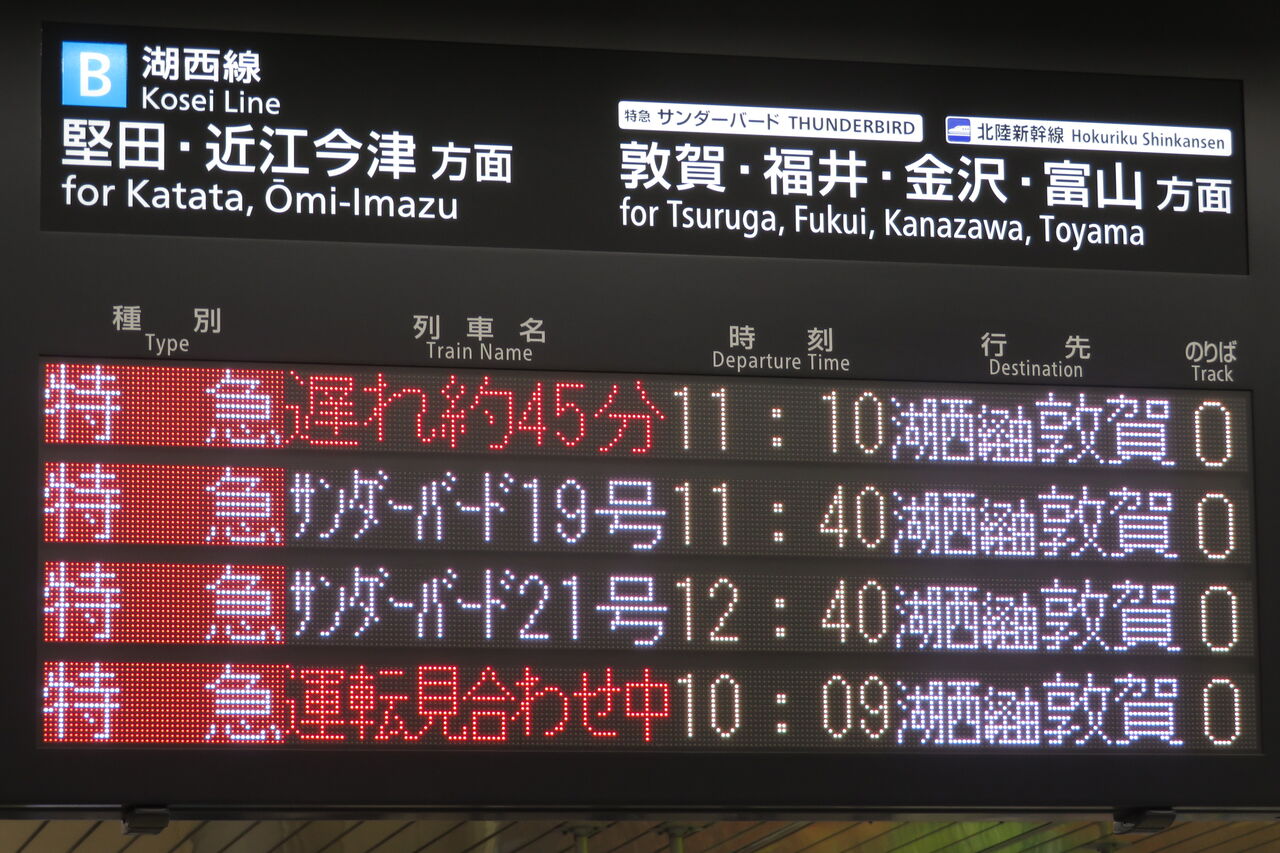 B 湖西線
Kosei Line
堅田・近江今津 方面
for Katata, Ōmi-Imazu
特急 サンダーバード THUNDERBIRD 北陸新幹線 Hokuriku Shinkansen
敦賀・福井・金沢・富山 方面
for Tsuruga, Fukui, Kanazawa, Toyama
種別 列車名 時刻 行先 のりば
Type Train Name Departure Time Destination Track
特急 遅れ約45分 11:10 湖西経由敦賀 0
特急 サンダーバード19号 11:40 湖西経由敦賀 0
特急 サンダーバード21号 12:40 湖西経由敦賀 0
特急 運転見合わせ中 10:09 湖西経由敦賀 0